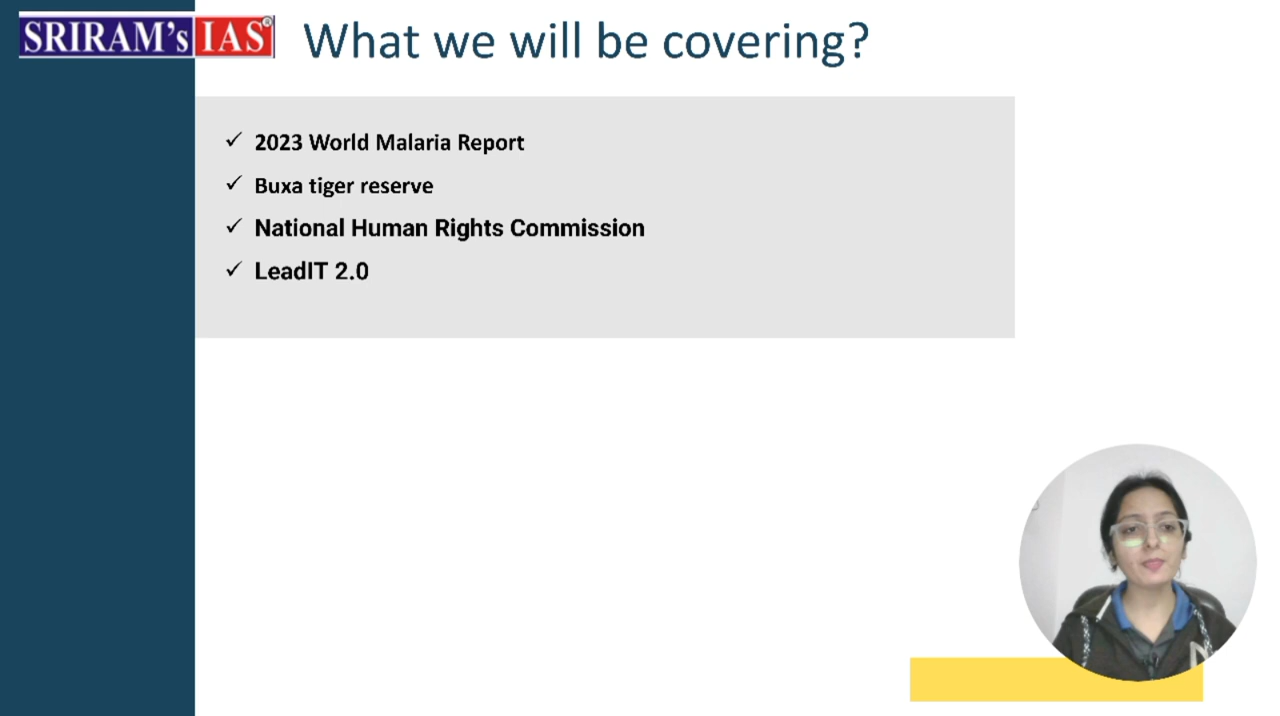 SRIRAM's IAS®
What we will be covering?
✓ 2023 World Malaria Report
✓ Buxa tiger reserve
✓ National Human Rights Commission
✓ LeadIT 2.0